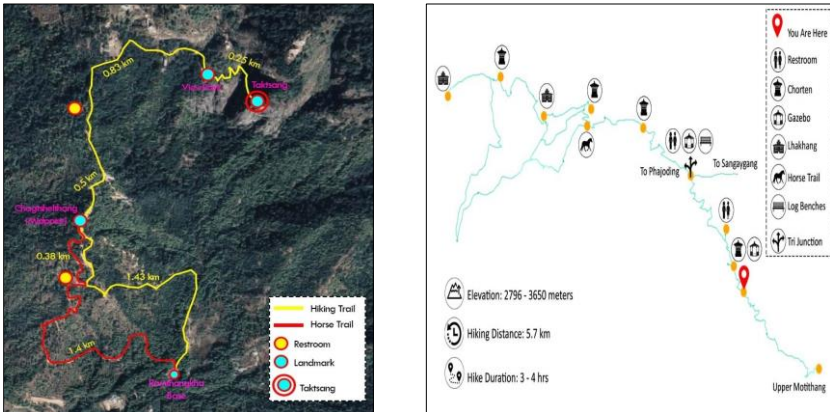 0.83 km
0.25 km
Viewpoint
Taktsang
0.5 km
0.38 km
1.43 km
1.4 km
Base
Hiking Trail
Horse Trail
Restroom
Landmark
Taktsang
You Are Here
Restroom
Chorten
Gazebo
Lhakhang
Horse Trail
Log Benches
Tri Junction
To Phajoding
To Sangaygang
Elevation: 2796 - 3650 meters
Hiking Distance: 5.7 km
Hike Duration: 3 - 4 hrs
Upper Motithang